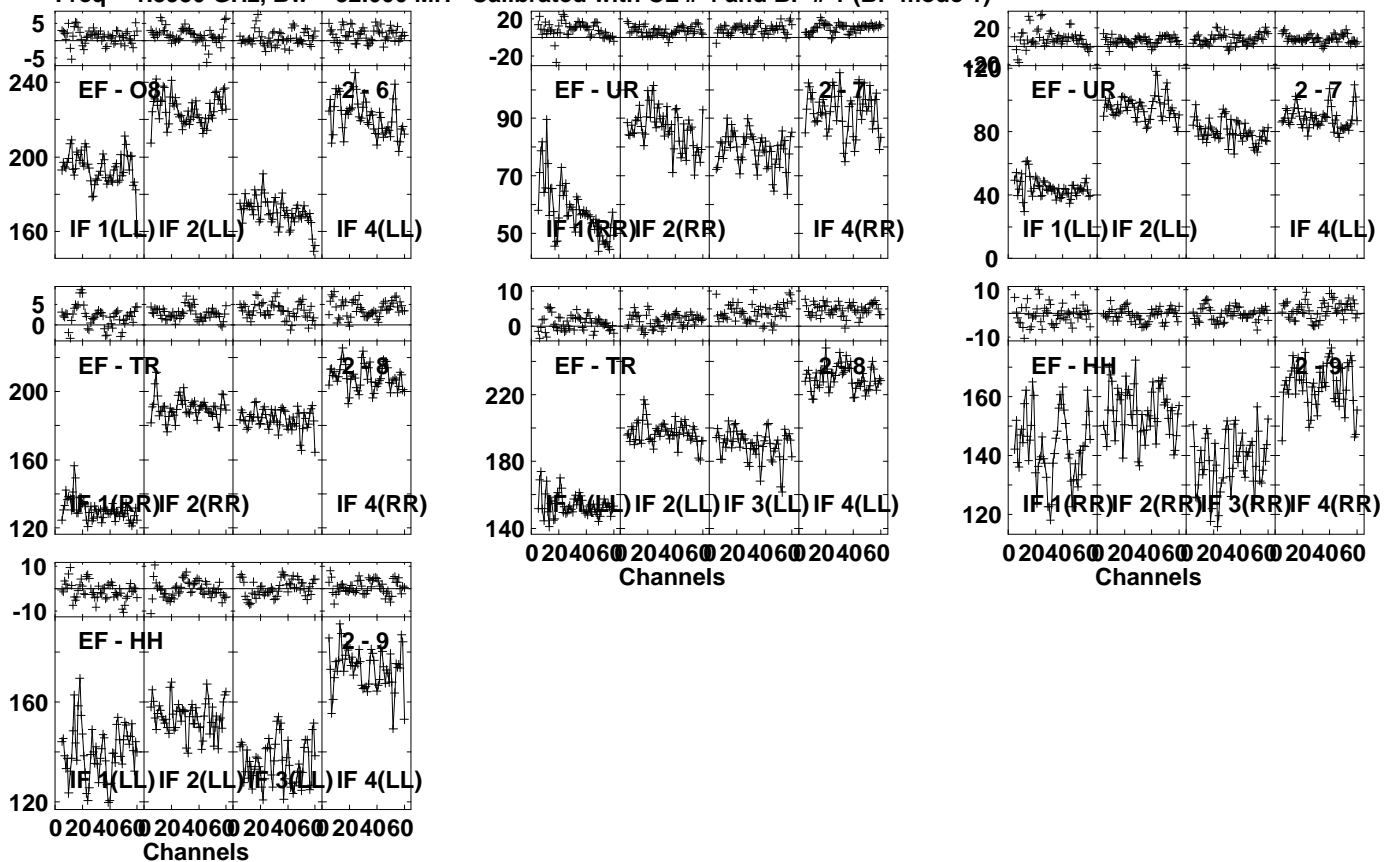 Freq GHz, Bw = MH Calibrated with CL # and BP # (BP mode 1)
5
-5
240
200
160
EF - O8
2 - 6
IF 1(LL) IF 2(LL) IF 4(LL)
20
-20
90
70
50
EF - UR
2 - 7
IF 1(RR) IF 2(RR) IF 4(RR)
20
-20
120
80
40
0
EF - UR
2 - 7
IF 1(LL) IF 2(LL) IF 4(LL)
5
0
200
160
120
EF - TR
2 - 8
IF 1(RR) IF 2(RR) IF 4(RR)
10
0
220
180
140
EF - TR
2 - 8
IF 1(LL) IF 2(LL) IF 3(LL) IF 4(LL)
0 20 40 60 0 20 40 60 0 20 40 60 0 20 40 60
Channels
10
-10
160
140
120
EF - HH
2 - 9
IF 1(RR) IF 2(RR) IF 3(RR) IF 4(RR)
0 20 40 60 0 20 40 60 0 20 40 60 0 20 40 60
Channels
10
-10
160
120
EF - HH
2 - 9
IF 1(LL) IF 2(LL) IF 3(LL) IF 4(LL)
0 20 40 60 0 20 40 60 0 20 40 60 0 20 40 60
Channels